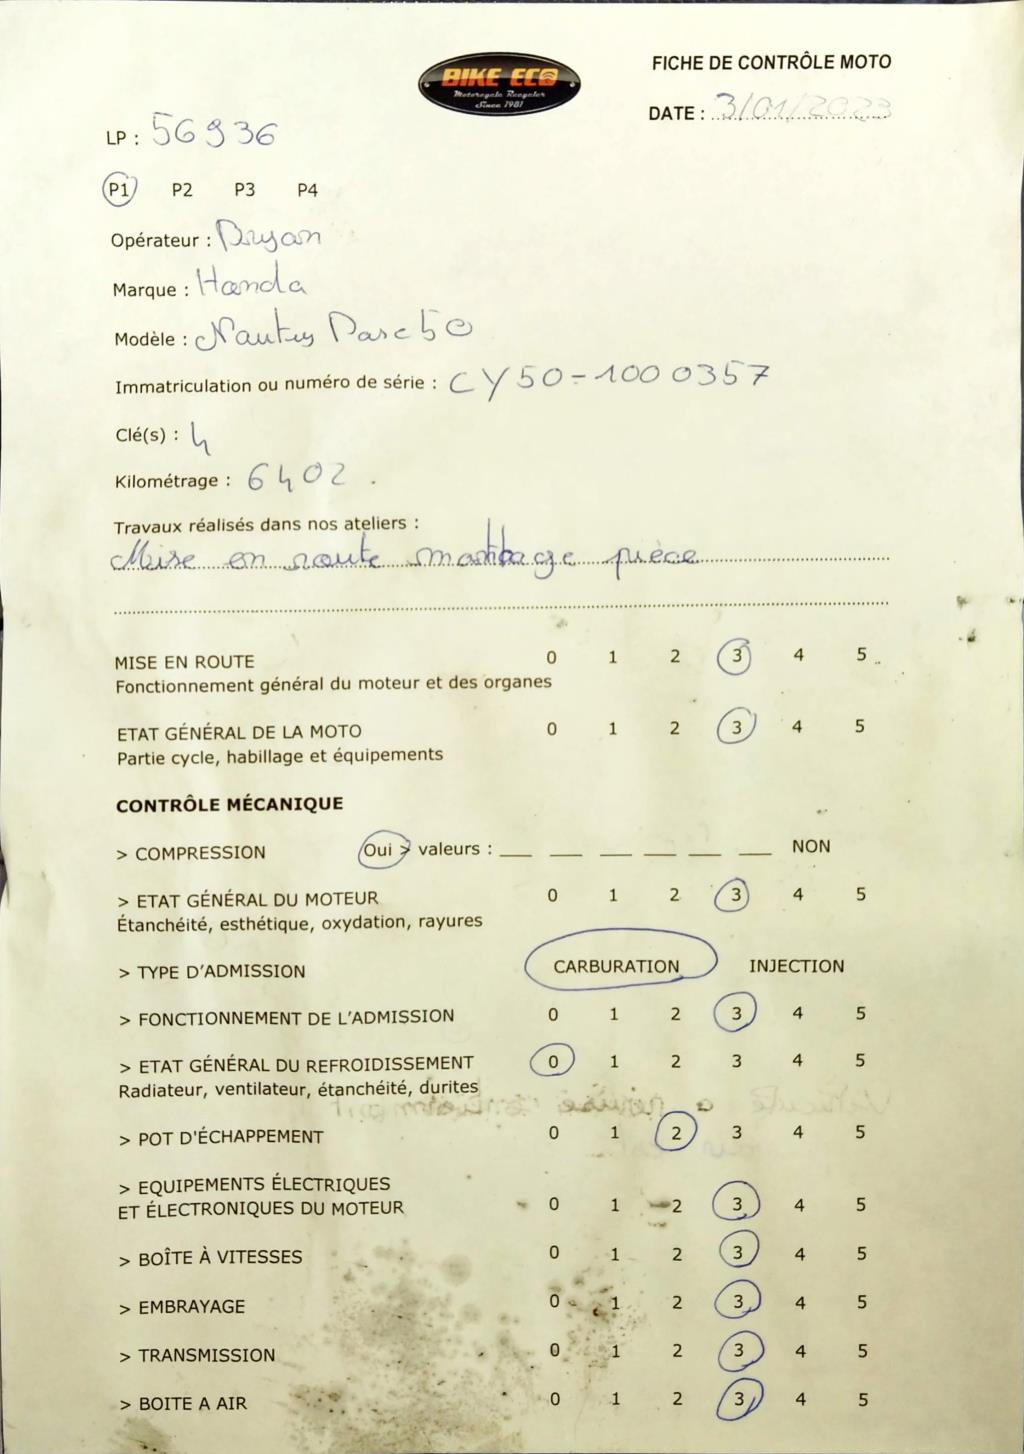 BIKE ECO
Motorcycle Recycler
Since 1981
FICHE DE CONTRÔLE MOTO
DATE : 3/01/2023
LP : 56936
P1 P2 P3 P4
Opérateur : Bryan
Marque : Honda
Modèle : Nautys Dare 50
Immatriculation ou numéro de série : CY50-1000357
Clé(s) : 4
Kilométrage : 6402 .
Travaux réalisés dans nos ateliers :
Mise en route montage pièce
MISE EN ROUTE 0 1 2 3 4 5
Fonctionnement général du moteur et des organes
ETAT GÉNÉRAL DE LA MOTO 0 1 2 3 4 5
Partie cycle, habillage et équipements
CONTRÔLE MÉCANIQUE
> COMPRESSION Oui > valeurs : __ __ __ __ __ __ NON
> ETAT GÉNÉRAL DU MOTEUR 0 1 2 3 4 5
Étanchéité, esthétique, oxydation, rayures
> TYPE D'ADMISSION CARBURATION INJECTION
> FONCTIONNEMENT DE L'ADMISSION 0 1 2 3 4 5
> ETAT GÉNÉRAL DU REFROIDISSEMENT 0 1 2 3 4 5
Radiateur, ventilateur, étanchéité, durites
> POT D'ÉCHAPPEMENT 0 1 2 3 4 5
> EQUIPEMENTS ÉLECTRIQUES
ET ÉLECTRONIQUES DU MOTEUR 0 1 2 3 4 5
> BOÎTE À VITESSES 0 1 2 3 4 5
> EMBRAYAGE 0 1 2 3 4 5
> TRANSMISSION 0 1 2 3 4 5
> BOITE A AIR 0 1 2 3 4 5